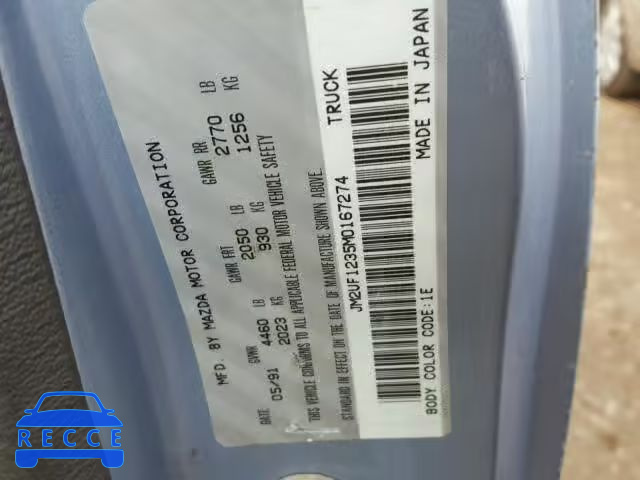 MFD. BY MAZDA MOTOR CORPORATION
DATE GVWR GAWR FRT GAWR RR
05/91 4460 LB 2050 LB 2770 LB
2023 KG 930 KG 1256 KG
THIS VEHICLE CONFORMS TO ALL APPLICABLE FEDERAL MOTOR VEHICLE SAFETY
STANDARD IN EFFECT ON THE DATE OF MANUFACTURE SHOWN ABOVE.
JM2UF1235M0167274 TRUCK
BODY COLOR CODE:1E MADE IN JAPAN
RECCE